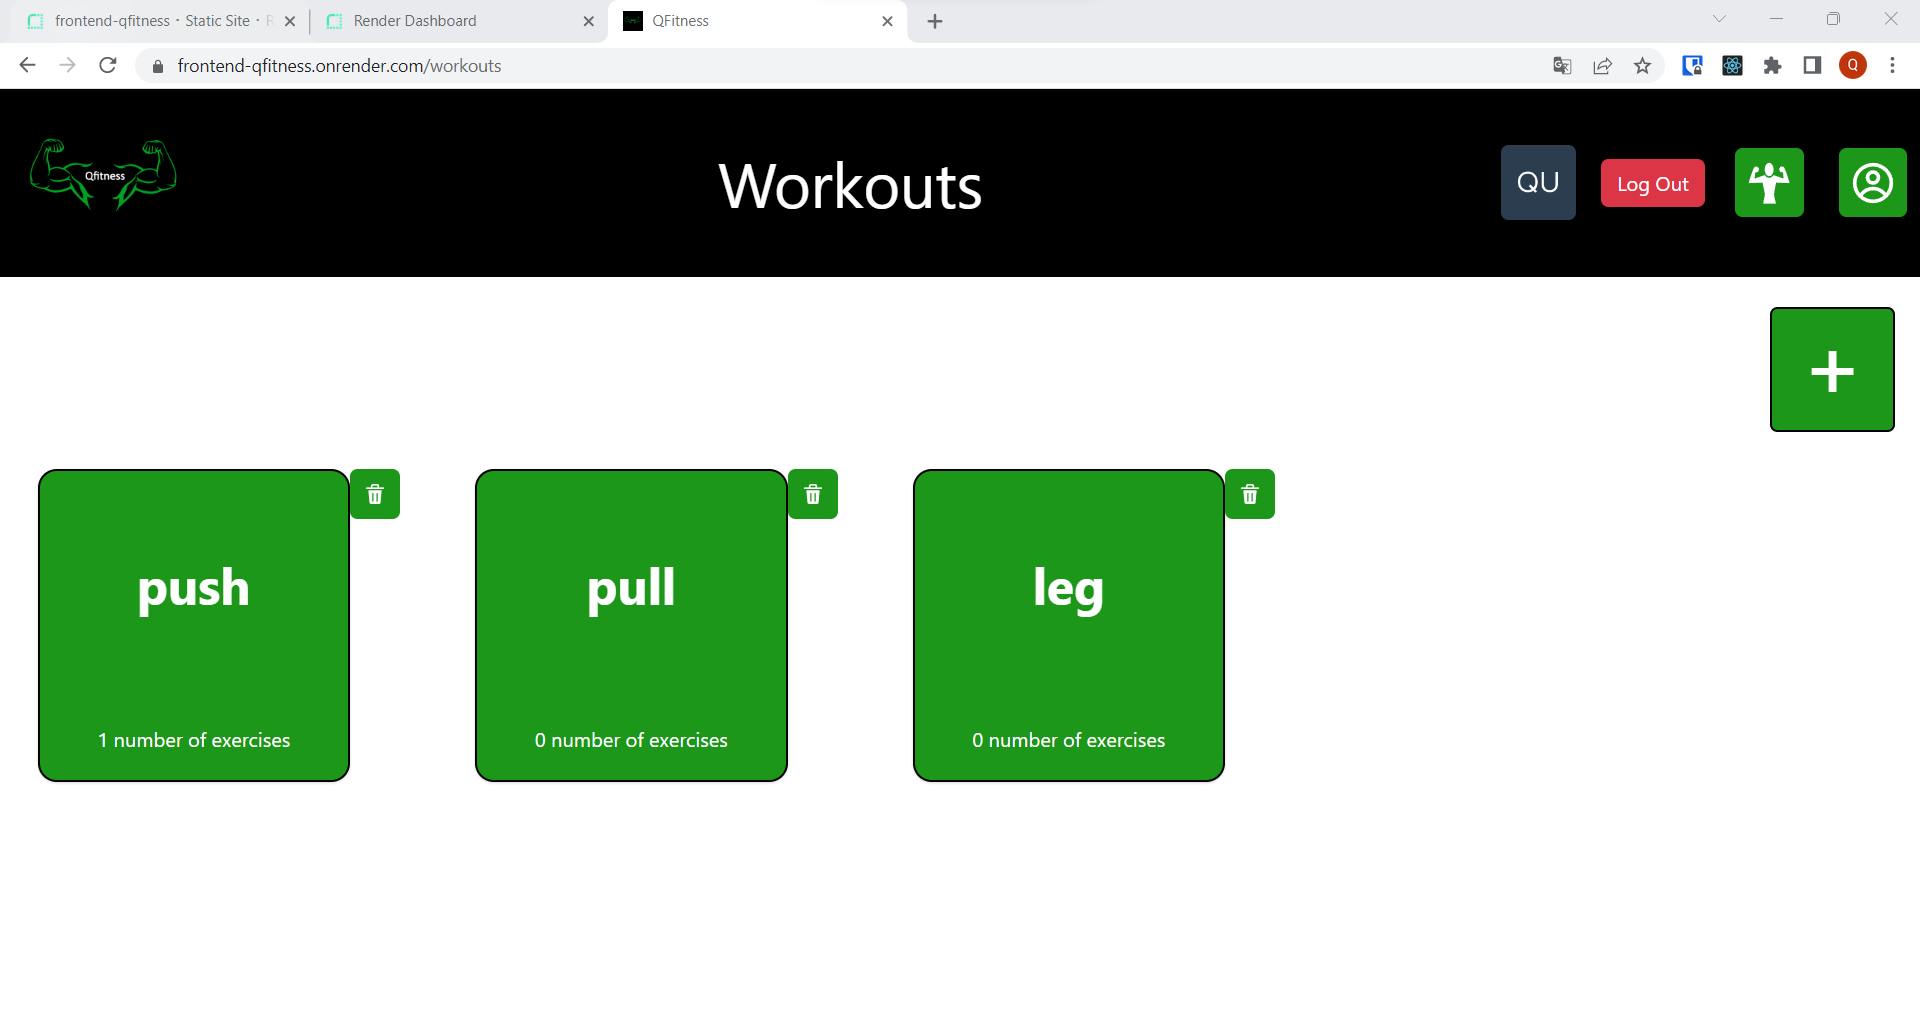 frontend-qfitness · Static Site ·
Render Dashboard
QFitness
frontend-qfitness.onrender.com/workouts
Q
Qfitness
Workouts
QU
Log Out
push
pull
leg
1 number of exercises
0 number of exercises
0 number of exercises